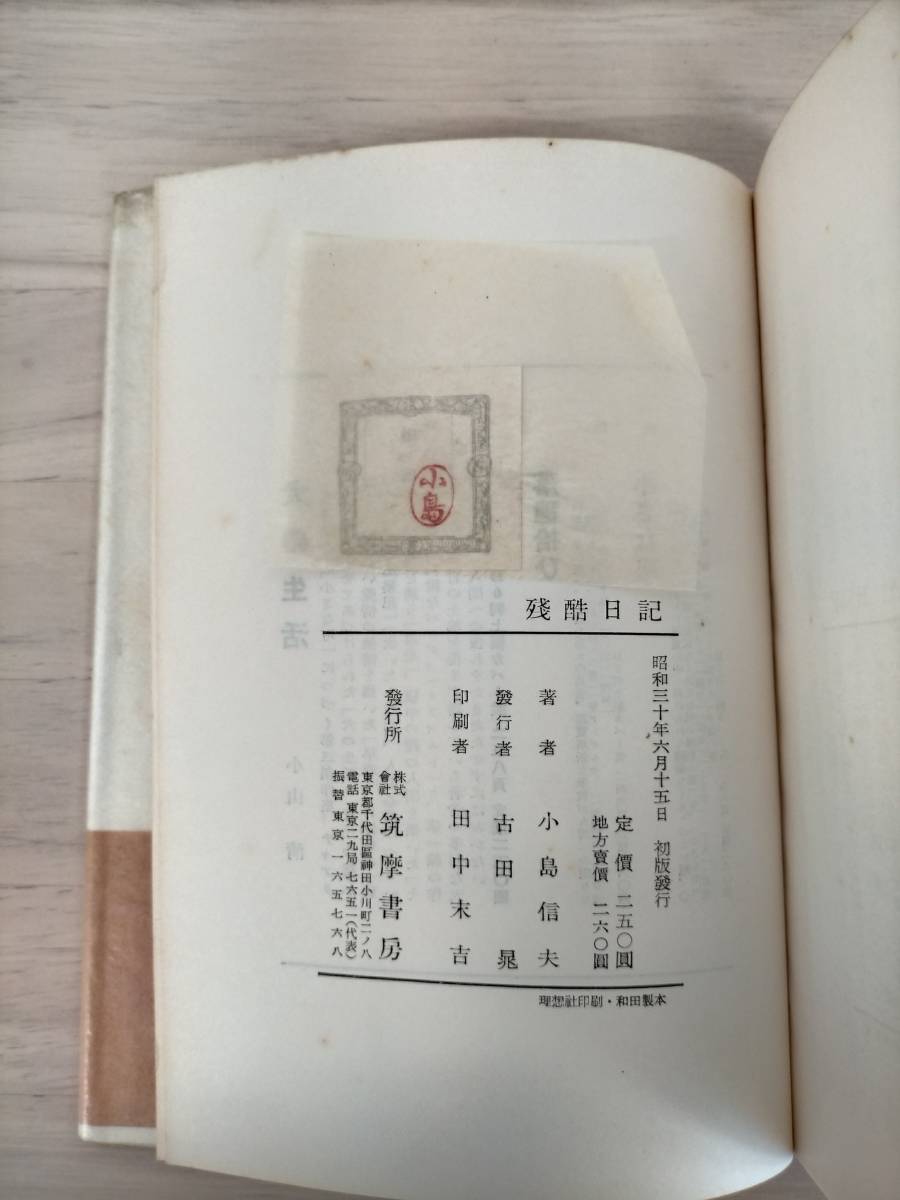 小島
殘酷日記
昭和三十年六月十五日 初版發行
定價 二五〇圓
地方賣價 二六〇圓
著者 小島信夫
發行者 古田晁
印刷者 田中末吉
發行所 株式會社 筑摩書房
東京都千代田區神田小川町二ノ八
電話東京二九局七六五一(代表)
振替東京一六五七六八
理想社印刷・和田製本